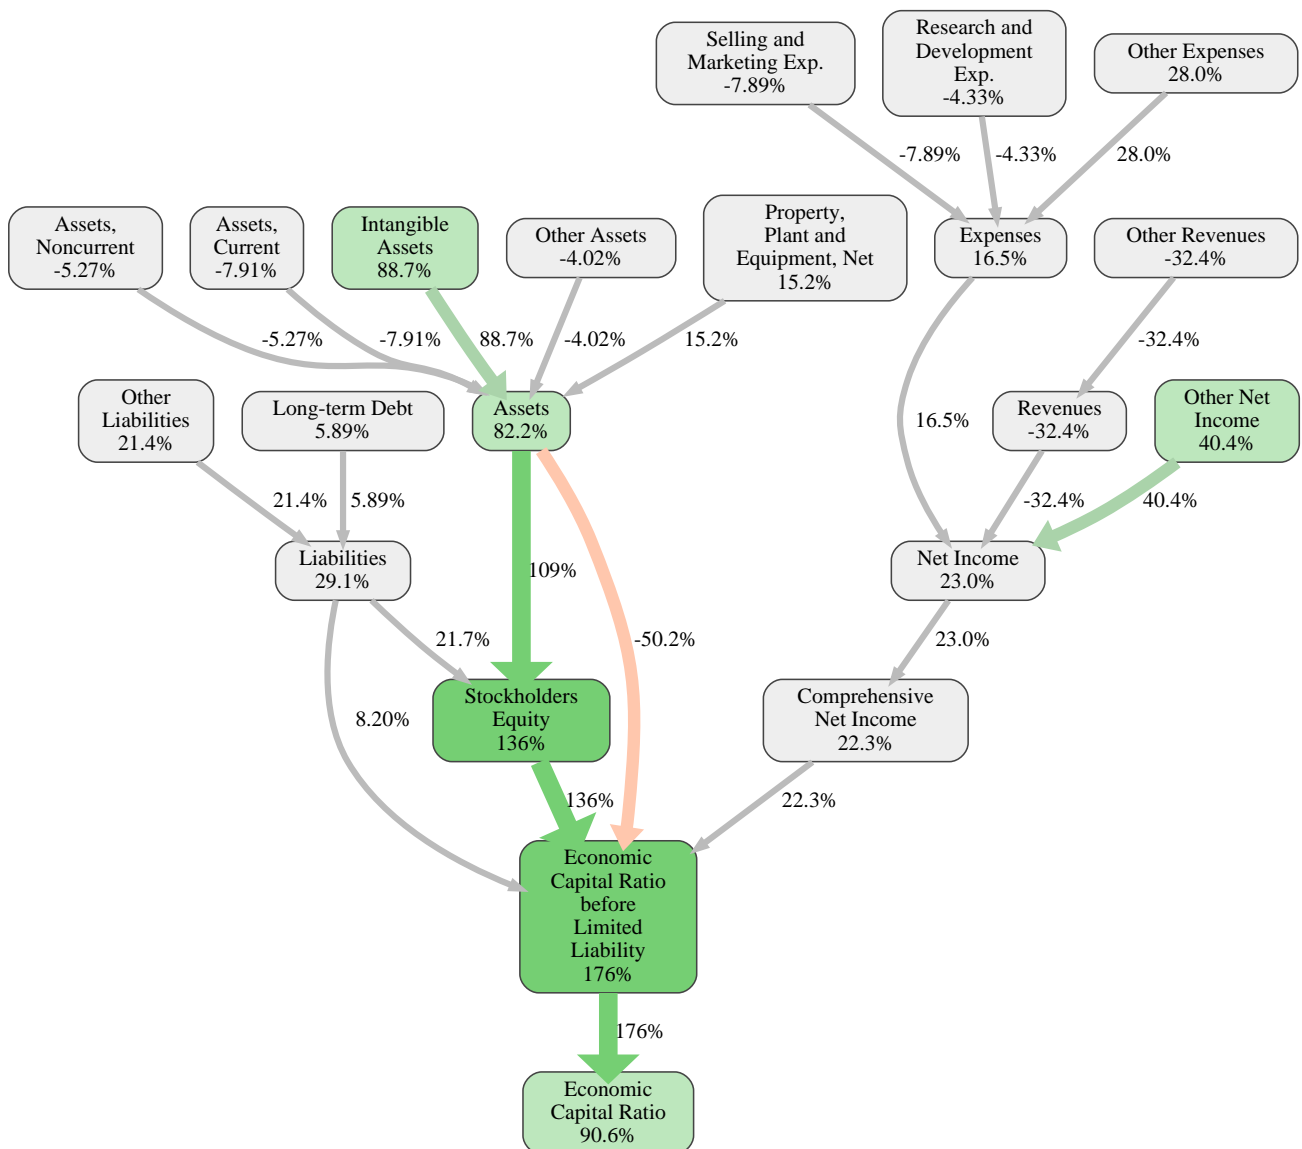 Selling and
Marketing Exp.
-7.89%
Research and
Development
Exp.
-4.33%
Other Expenses
28.0%
-7.89%
-4.33%
28.0%
Assets,
Noncurrent
-5.27%
Assets,
Current
-7.91%
Intangible
Assets
88.7%
Other Assets
-4.02%
Property,
Plant and
Equipment, Net
15.2%
Expenses
16.5%
Other Revenues
-32.4%
-5.27%
-7.91%
88.7%
-4.02%
15.2%
-32.4%
Other
Liabilities
21.4%
Long-term Debt
5.89%
Assets
82.2%
16.5%
Revenues
-32.4%
Other Net
Income
40.4%
21.4%
5.89%
-32.4%
40.4%
Liabilities
29.1%
109%
Net Income
23.0%
21.7%
-50.2%
23.0%
Stockholders
Equity
136%
8.20%
Comprehensive
Net Income
22.3%
136%
22.3%
Economic
Capital Ratio
before
Limited
Liability
176%
176%
Economic
Capital Ratio
90.6%